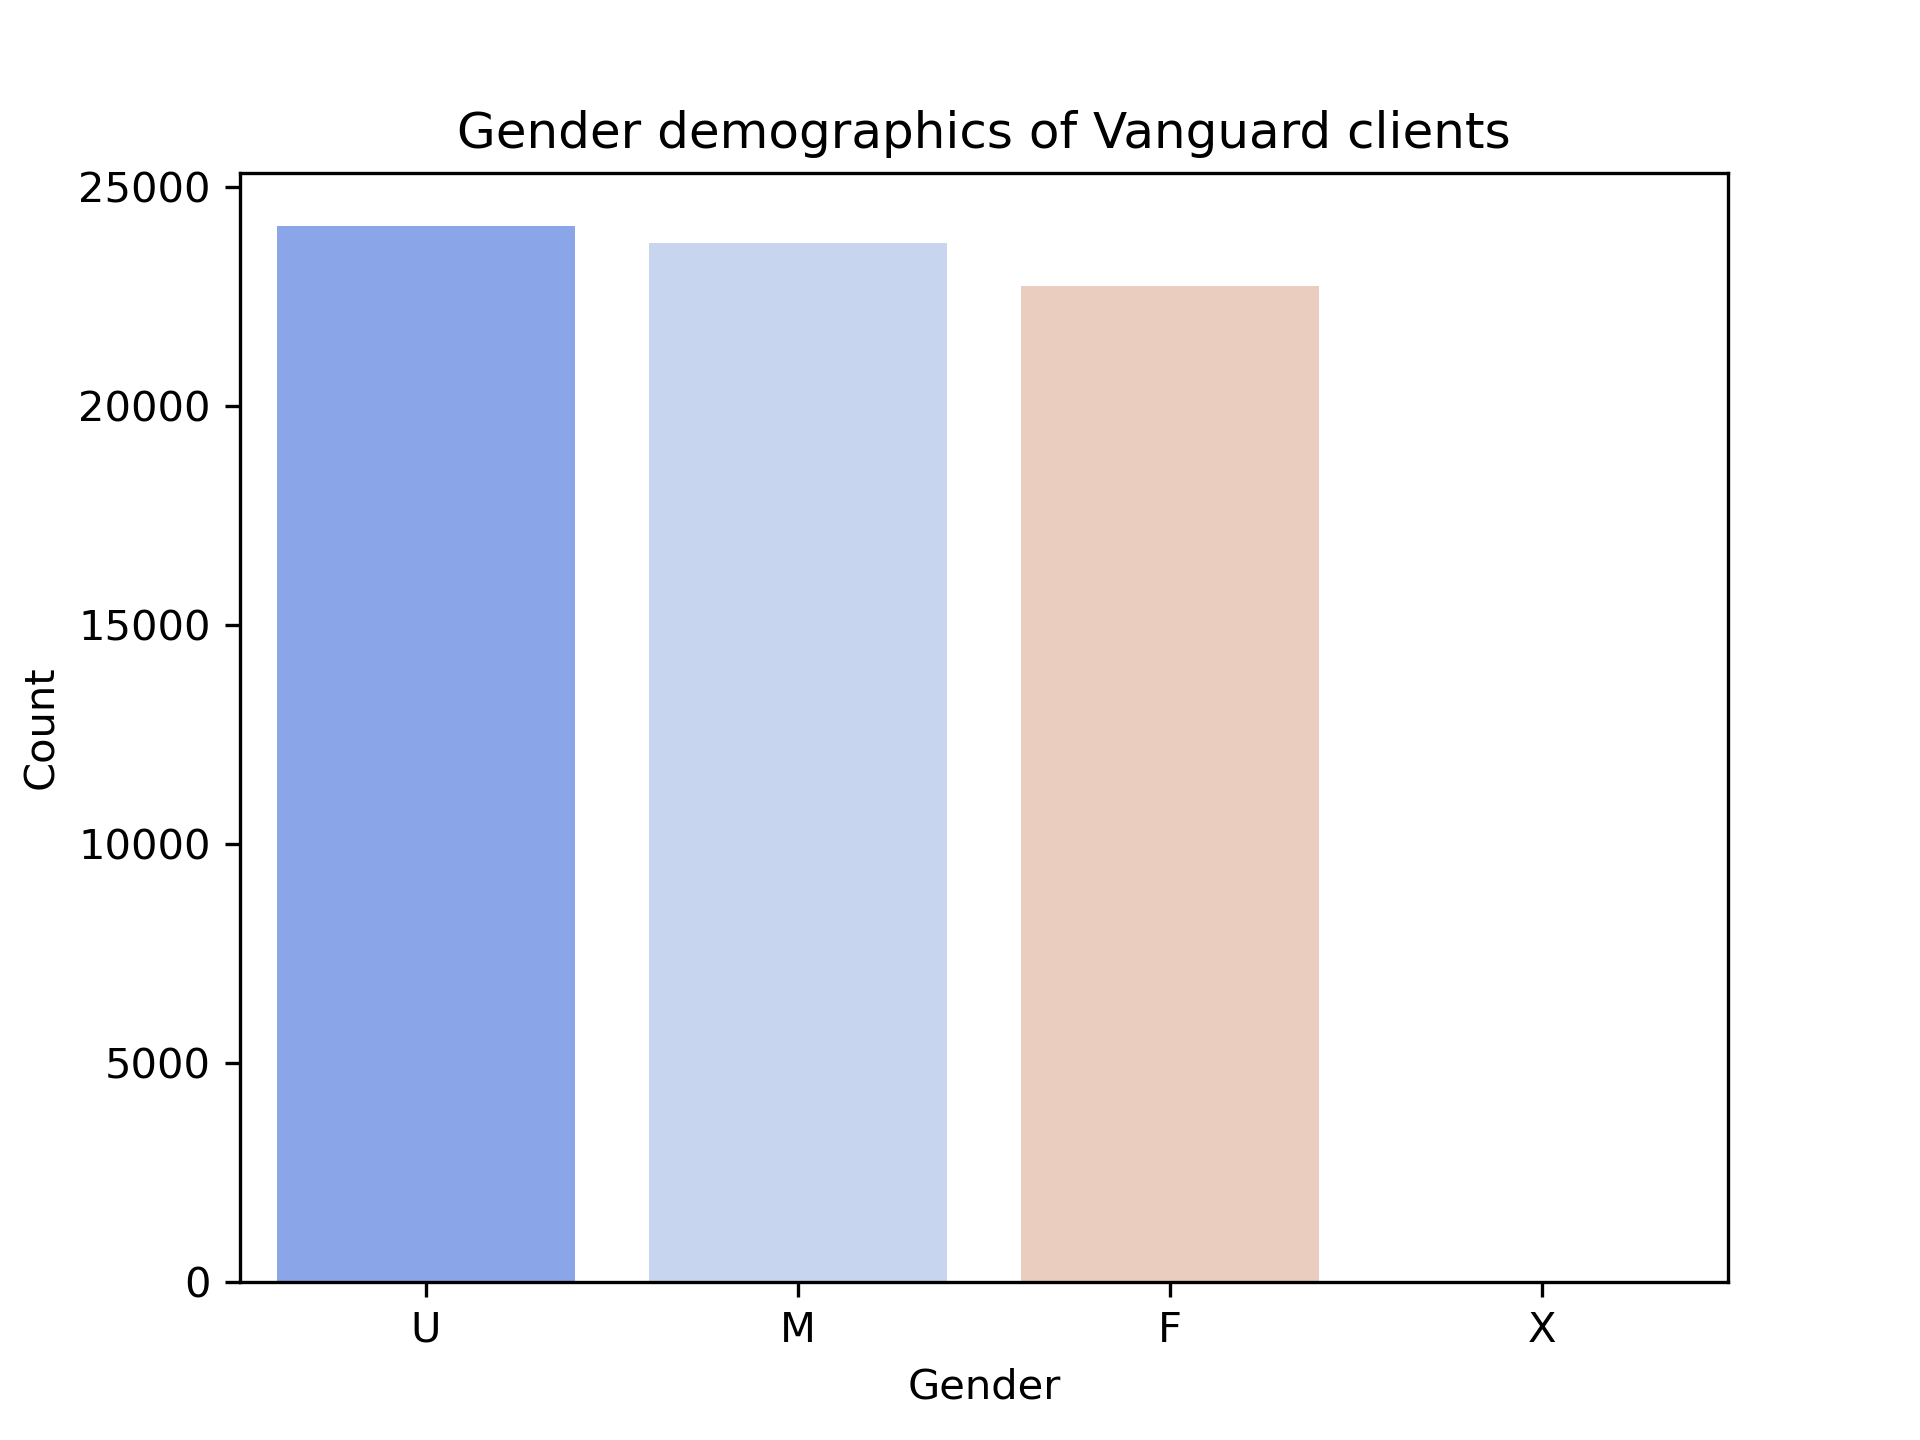 Gender demographics of Vanguard clients
25000
20000
15000
10000
5000
0
Count
U M F X
Gender